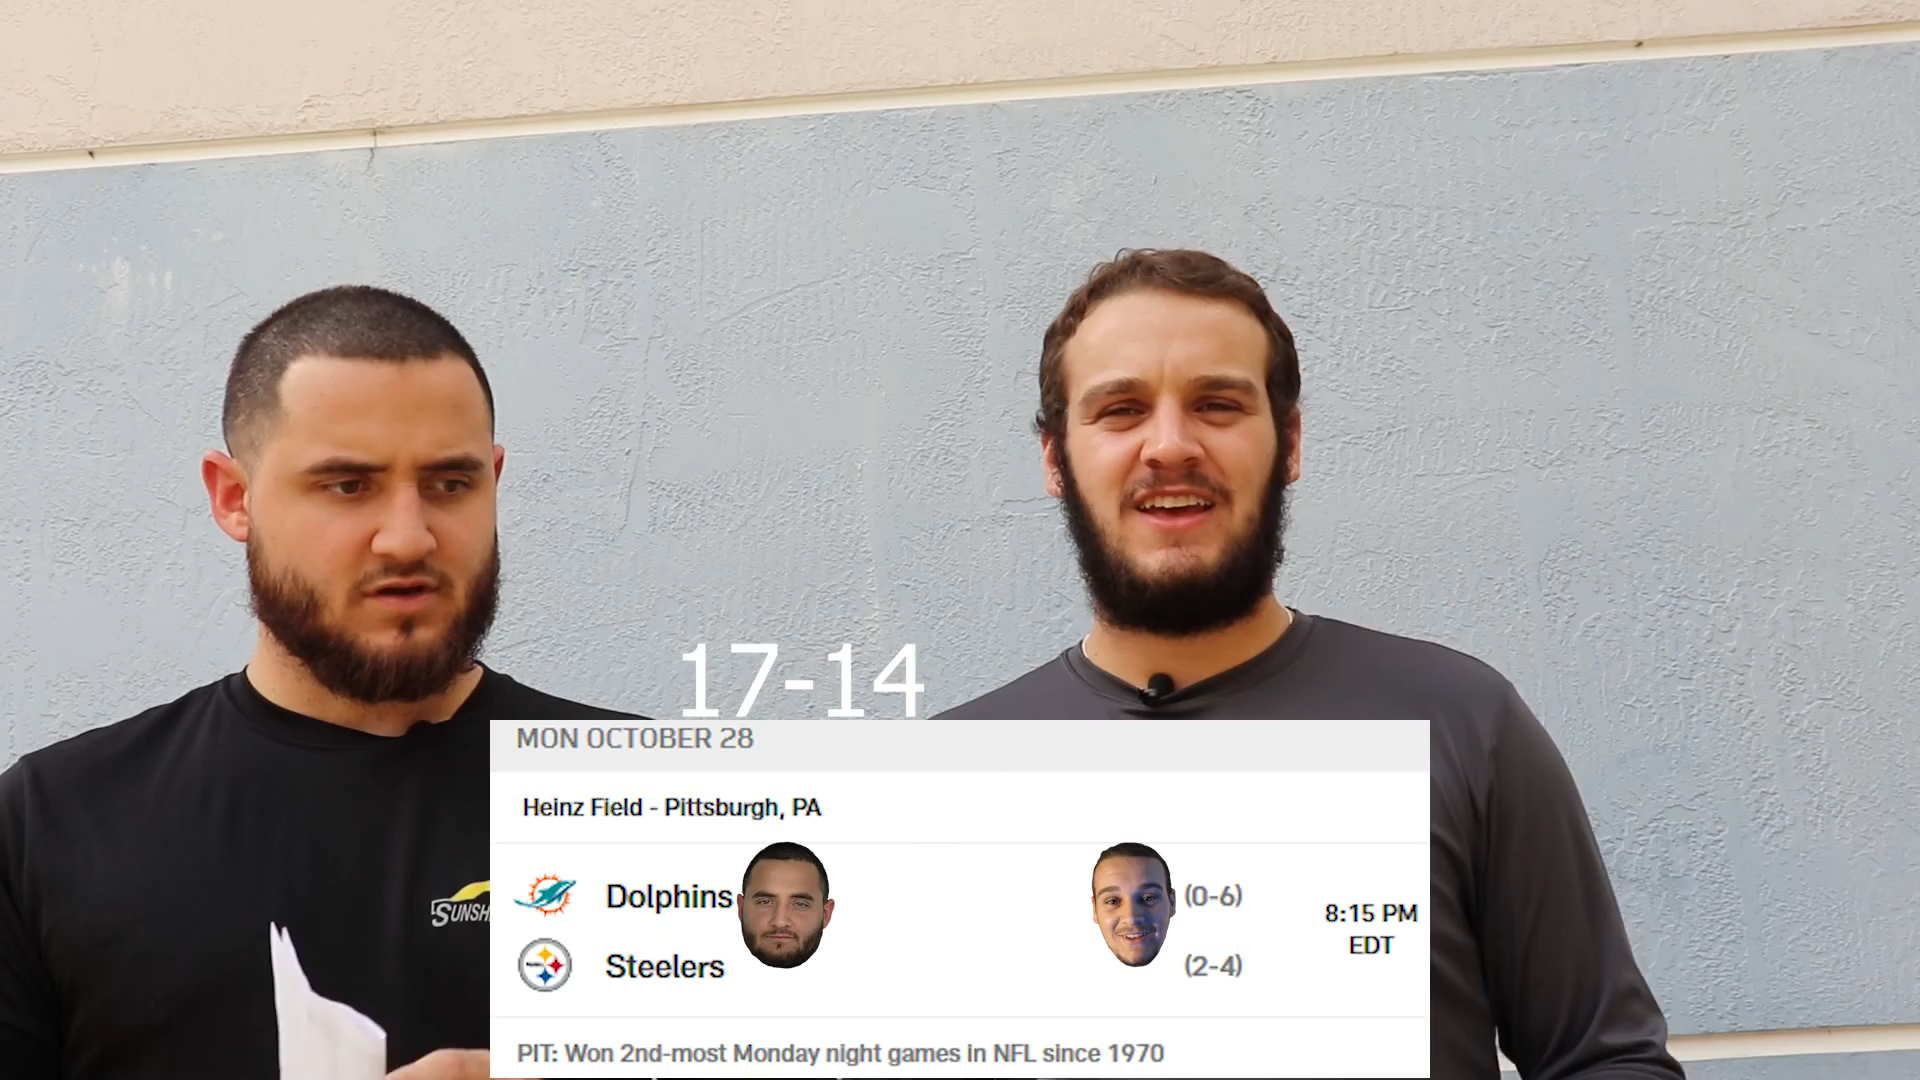 17-14
MON OCTOBER 28
Heinz Field - Pittsburgh, PA
Dolphins (0-6)
8:15 PM
EDT
Steelers (2-4)
PIT: Won 2nd-most Monday night games in NFL since 1970